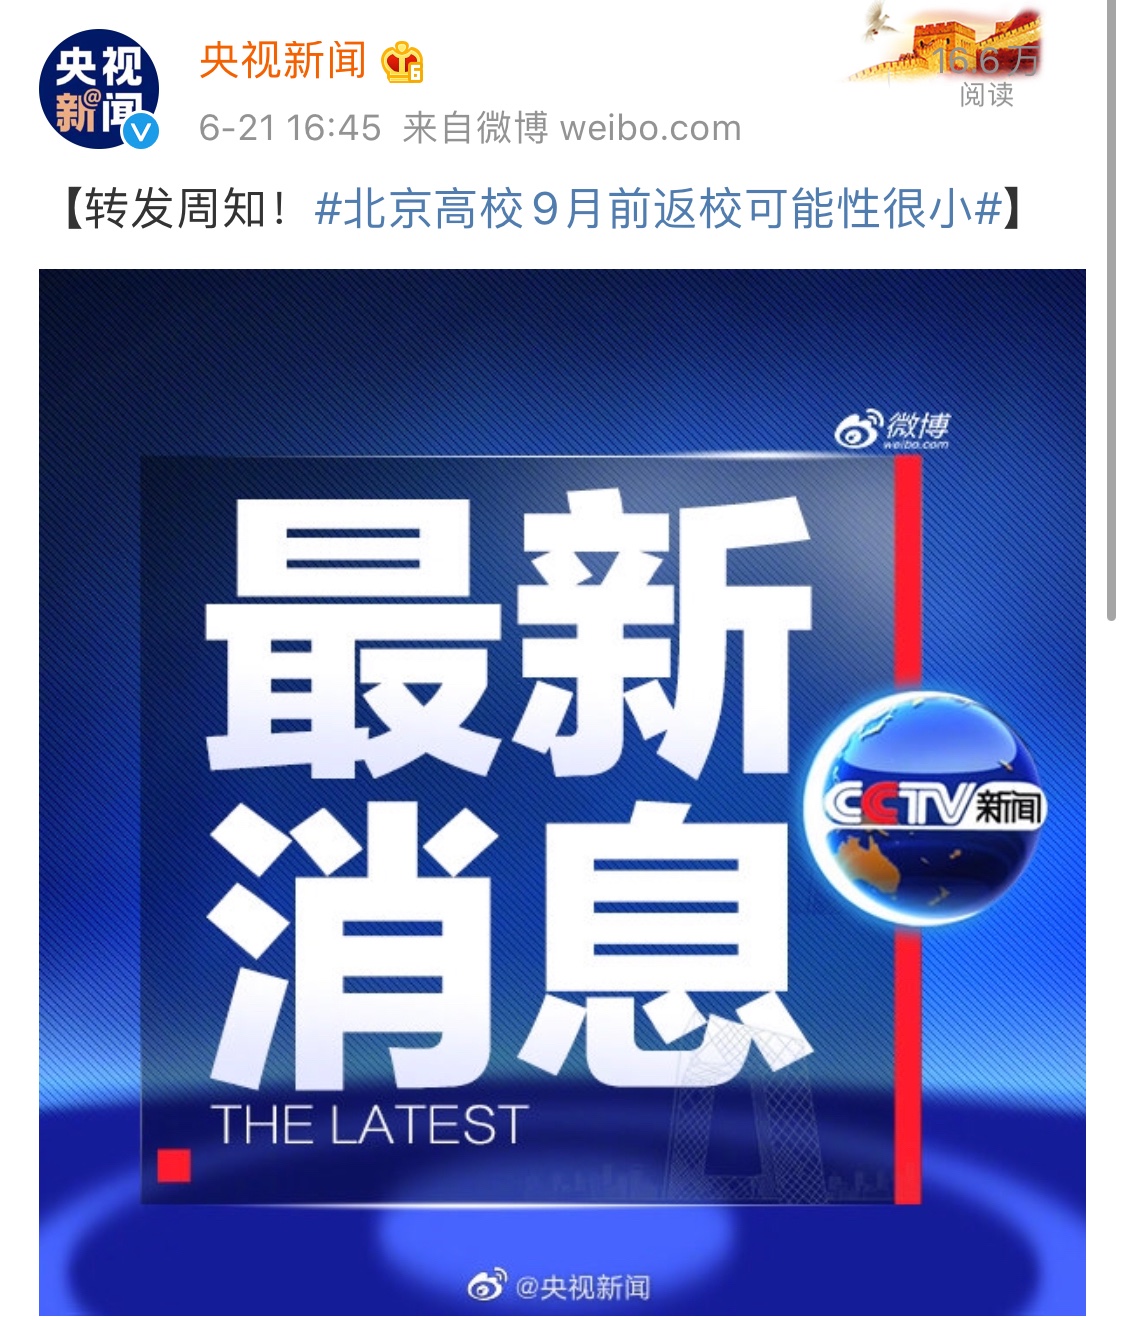 央视
新@闻
央视新闻
6
16.6万
阅读
6-21 16:45 来自微博 weibo.com
【转发周知！#北京高校9月前返校可能性很小#】
微博
weibo.com
最新
消息
CCTV新闻
THE LATEST
@央视新闻